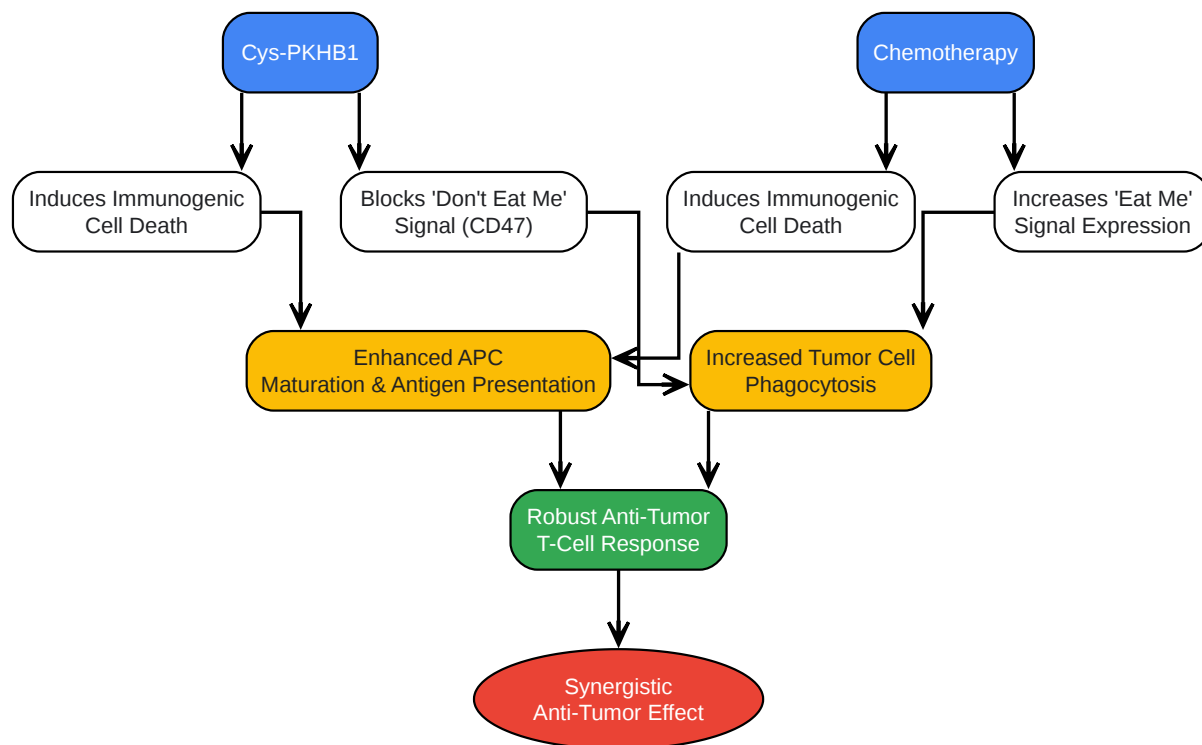 Cys-PKHB1
Chemotherapy
Induces Immunogenic
Cell Death
Blocks 'Don't Eat Me'
Signal (CD47)
Induces Immunogenic
Cell Death
Increases 'Eat Me'
Signal Expression
Enhanced APC
Maturation & Antigen Presentation
Increased Tumor Cell
Phagocytosis
Robust Anti-Tumor
T-Cell Response
Synergistic
Anti-Tumor Effect